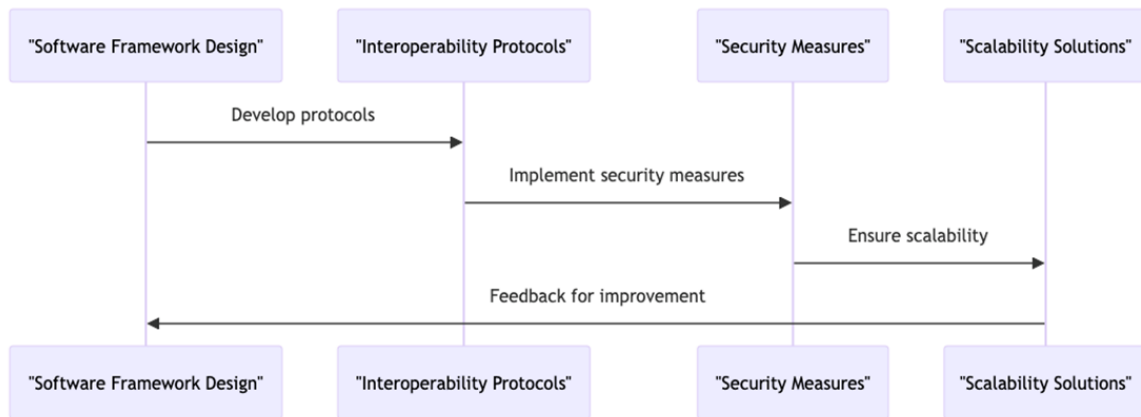 "Software Framework Design"
"Interoperability Protocols"
"Security Measures"
"Scalability Solutions"
Develop protocols
Implement security measures
Ensure scalability
Feedback for improvement
"Software Framework Design"
"Interoperability Protocols"
"Security Measures"
"Scalability Solutions"